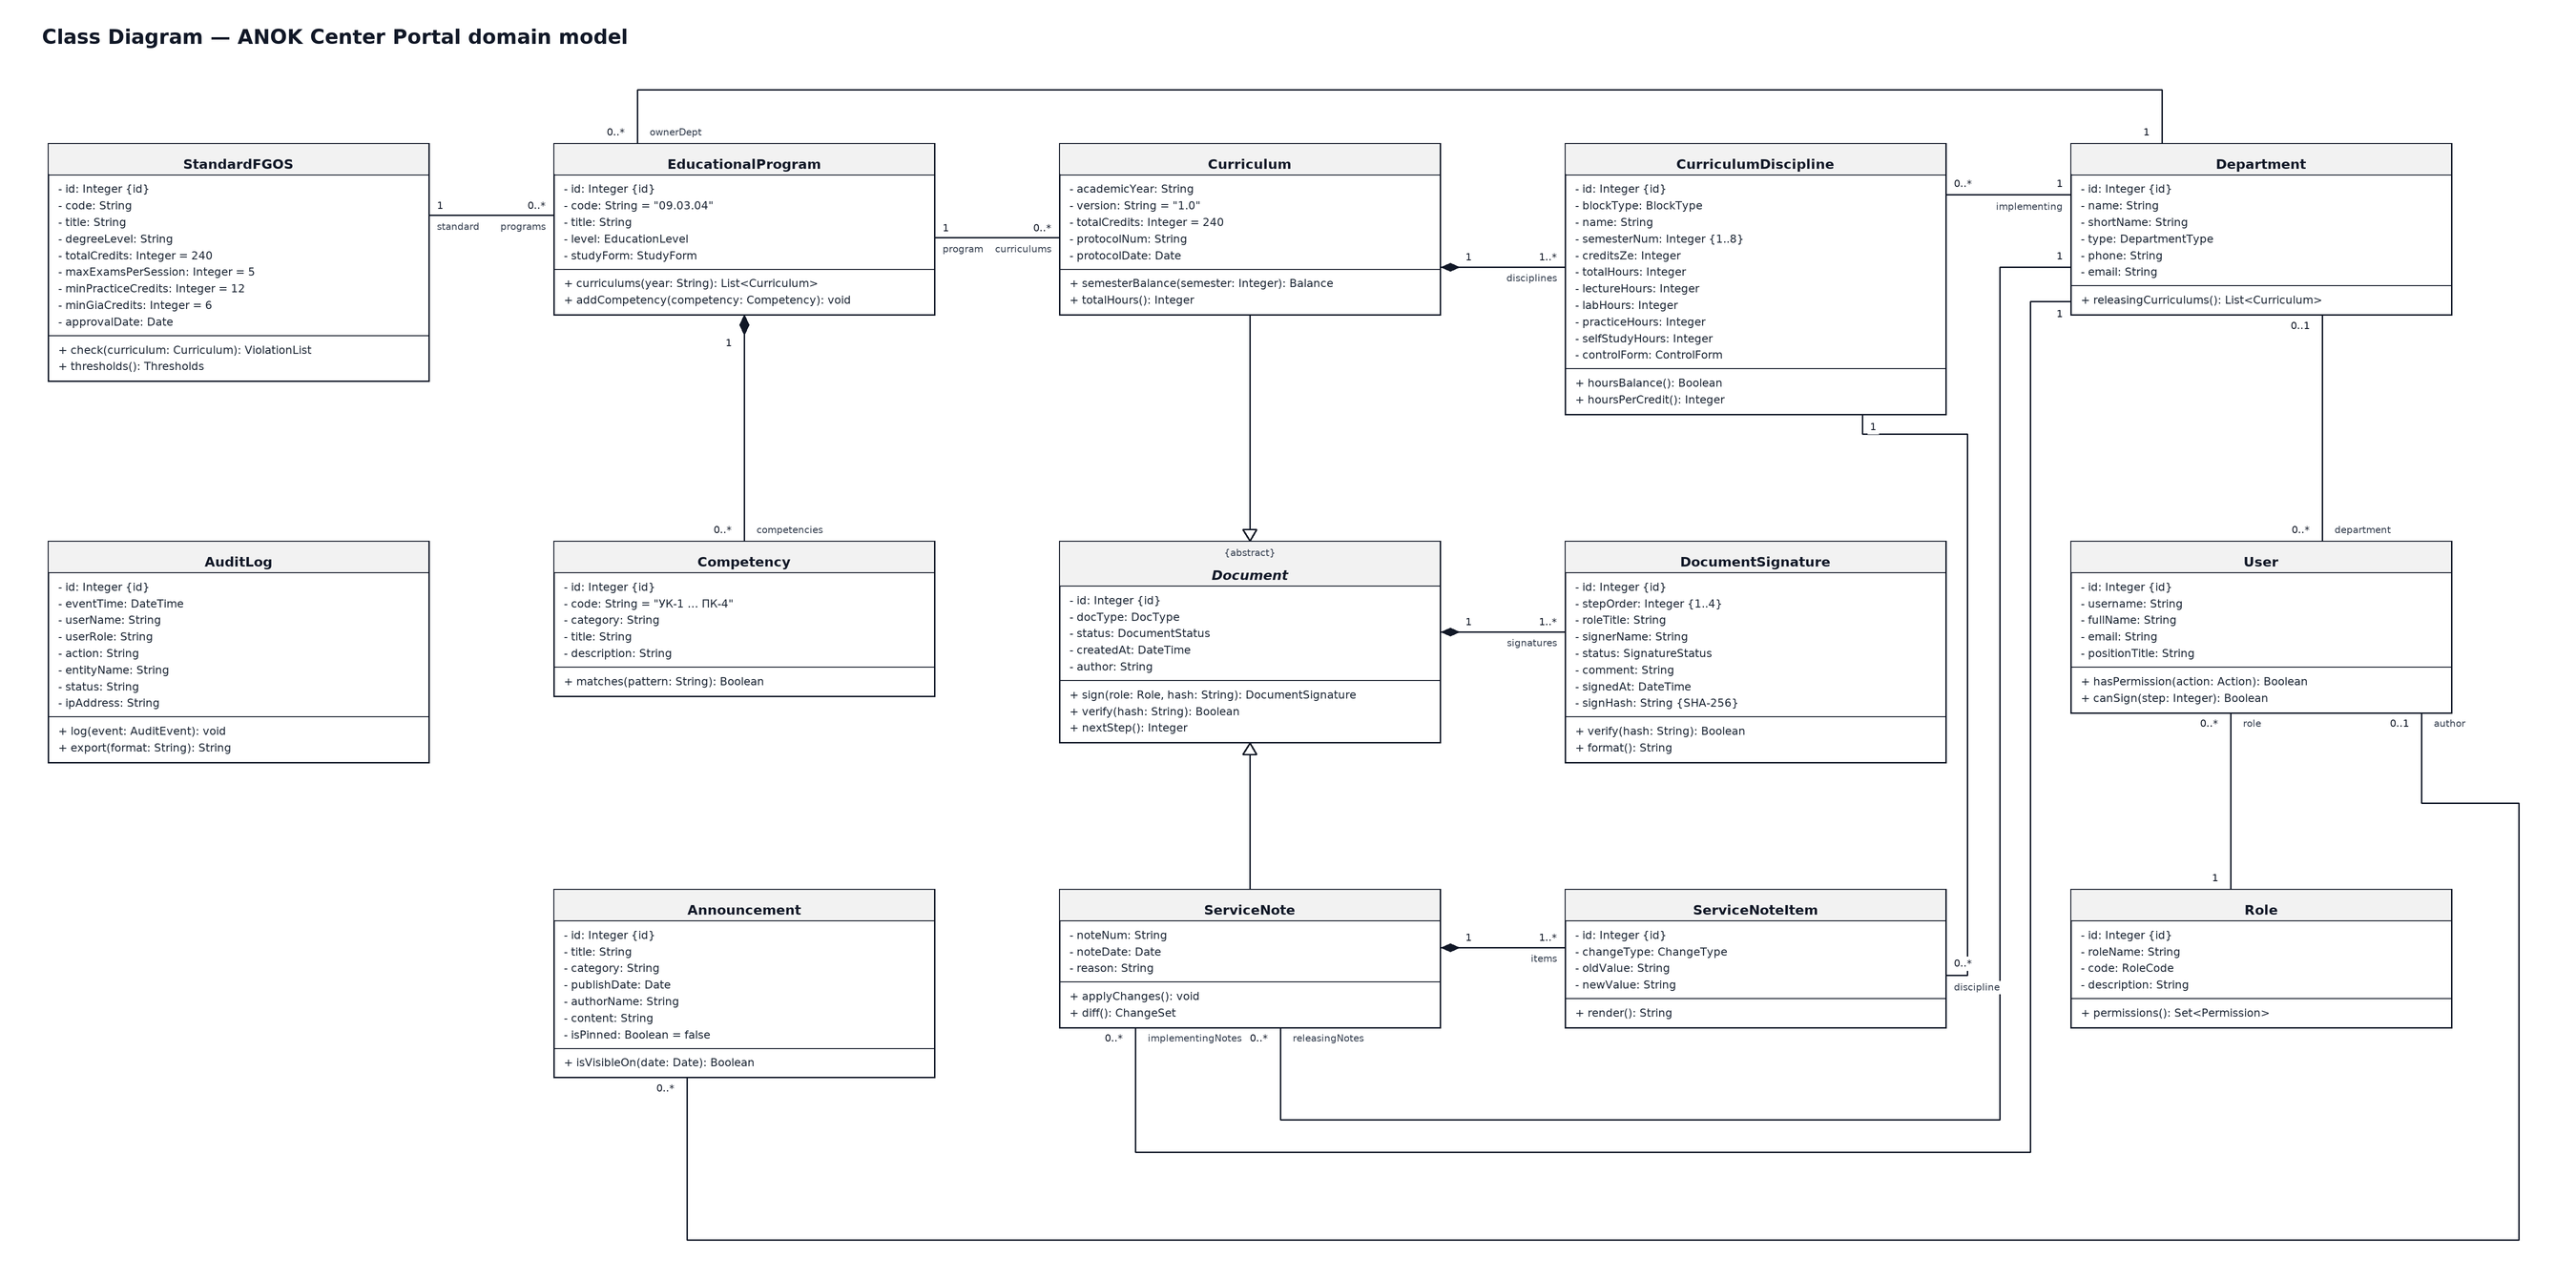 Class Diagram — ANOK Center Portal domain model
0..*
ownerDept
1
StandardFGOS
- id: Integer {id}
- code: String
- title: String
- degreeLevel: String
- totalCredits: Integer = 240
- maxExamsPerSession: Integer = 5
- minPracticeCredits: Integer = 12
- minGiaCredits: Integer = 6
- approvalDate: Date
+ check(curriculum: Curriculum): ViolationList
+ thresholds(): Thresholds
1
0..*
standard
programs
EducationalProgram
- id: Integer {id}
- code: String = "09.03.04"
- title: String
- level: EducationLevel
- studyForm: StudyForm
+ curriculums(year: String): List<Curriculum>
+ addCompetency(competency: Competency): void
1
0..*
program
curriculums
Curriculum
- academicYear: String
- version: String = "1.0"
- totalCredits: Integer = 240
- protocolNum: String
- protocolDate: Date
+ semesterBalance(semester: Integer): Balance
+ totalHours(): Integer
1
1..*
disciplines
CurriculumDiscipline
- id: Integer {id}
- blockType: BlockType
- name: String
- semesterNum: Integer {1..8}
- creditsZe: Integer
- totalHours: Integer
- lectureHours: Integer
- labHours: Integer
- practiceHours: Integer
- selfStudyHours: Integer
- controlForm: ControlForm
+ hoursBalance(): Boolean
+ hoursPerCredit(): Integer
0..*
1
implementing
1
1
Department
- id: Integer {id}
- name: String
- shortName: String
- type: DepartmentType
- phone: String
- email: String
+ releasingCurriculums(): List<Curriculum>
1
0..1
1
0..*
competencies
0..*
department
AuditLog
- id: Integer {id}
- eventTime: DateTime
- userName: String
- userRole: String
- action: String
- entityName: String
- status: String
- ipAddress: String
+ log(event: AuditEvent): void
+ export(format: String): String
Competency
- id: Integer {id}
- code: String = "УК-1 … ПК-4"
- category: String
- title: String
- description: String
+ matches(pattern: String): Boolean
{abstract}
Document
- id: Integer {id}
- docType: DocType
- status: DocumentStatus
- createdAt: DateTime
- author: String
+ sign(role: Role, hash: String): DocumentSignature
+ verify(hash: String): Boolean
+ nextStep(): Integer
1
1..*
signatures
DocumentSignature
- id: Integer {id}
- stepOrder: Integer {1..4}
- roleTitle: String
- signerName: String
- status: SignatureStatus
- comment: String
- signedAt: DateTime
- signHash: String {SHA-256}
+ verify(hash: String): Boolean
+ format(): String
User
- id: Integer {id}
- username: String
- fullName: String
- email: String
- positionTitle: String
+ hasPermission(action: Action): Boolean
+ canSign(step: Integer): Boolean
0..*
role
0..1
author
1
Announcement
- id: Integer {id}
- title: String
- category: String
- publishDate: Date
- authorName: String
- content: String
- isPinned: Boolean = false
+ isVisibleOn(date: Date): Boolean
0..*
ServiceNote
- noteNum: String
- noteDate: Date
- reason: String
+ applyChanges(): void
+ diff(): ChangeSet
0..*
implementingNotes
0..*
releasingNotes
1
1..*
items
ServiceNoteItem
- id: Integer {id}
- changeType: ChangeType
- oldValue: String
- newValue: String
+ render(): String
0..*
discipline
Role
- id: Integer {id}
- roleName: String
- code: RoleCode
- description: String
+ permissions(): Set<Permission>